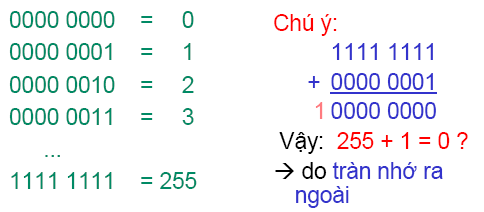 0000 0000 = 0
0000 0001 = 1
0000 0010 = 2
0000 0011 = 3
...
1111 1111 = 255
Chú ý:
1111 1111
+ 0000 0001
1 0000 0000
Vậy: 255 + 1 = 0 ?
→ do tràn nhớ ra
ngoài